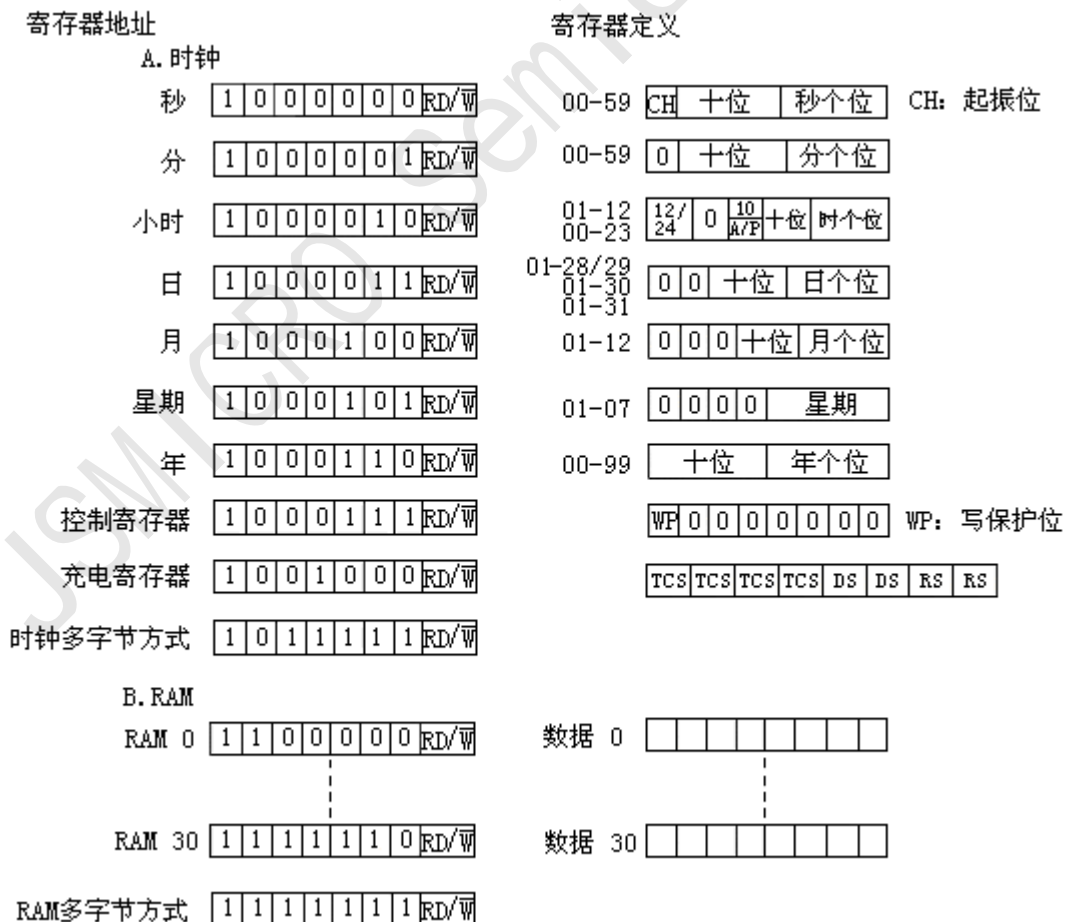 寄存器地址 寄存器定义
A.时钟
秒 1 0 0 0 0 0 0 RD/W̅ 00-59 CH 十位 秒个位 CH: 起振位
分 1 0 0 0 0 0 1 RD/W̅ 00-59 0 十位 分个位
小时 1 0 0 0 0 1 0 RD/W̅ 01-12 00-23 12/24 0 10 A/P 十位 时个位
日 1 0 0 0 0 1 1 RD/W̅ 01-28/29 01-30 01-31 0 0 十位 日个位
月 1 0 0 0 1 0 0 RD/W̅ 01-12 0 0 0 十位 月个位
星期 1 0 0 0 1 0 1 RD/W̅ 01-07 0 0 0 0 星期
年 1 0 0 0 1 1 0 RD/W̅ 00-99 十位 年个位
控制寄存器 1 0 0 0 1 1 1 RD/W̅ WP 0 0 0 0 0 0 0 WP: 写保护位
充电寄存器 1 0 0 1 0 0 0 RD/W̅ TCS TCS TCS TCS DS DS RS RS
时钟多字节方式 1 0 1 1 1 1 1 RD/W̅
B.RAM
RAM 0 1 1 0 0 0 0 0 RD/W̅ 数据 0
RAM 30 1 1 1 1 1 1 0 RD/W̅ 数据 30
RAM多字节方式 1 1 1 1 1 1 1 RD/W̅
JSMICRO Semic